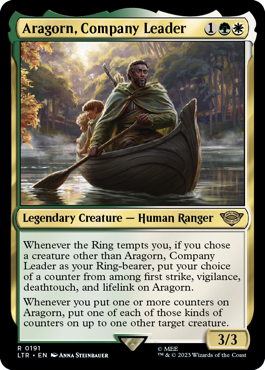 Aragorn, Company Leader 1
Legendary Creature — Human Ranger
Whenever the Ring tempts you, if you chose
a creature other than Aragorn, Company
Leader as your Ring-bearer, put your choice
of a counter from among first strike, vigilance,
deathtouch, and lifelink on Aragorn.
Whenever you put one or more counters on
Aragorn, put one of each of those kinds of
counters on up to one other target creature.
3/3
R 0191
LTR • EN Anna Steinbauer
© MEE
™ & © 2023 Wizards of the Coast